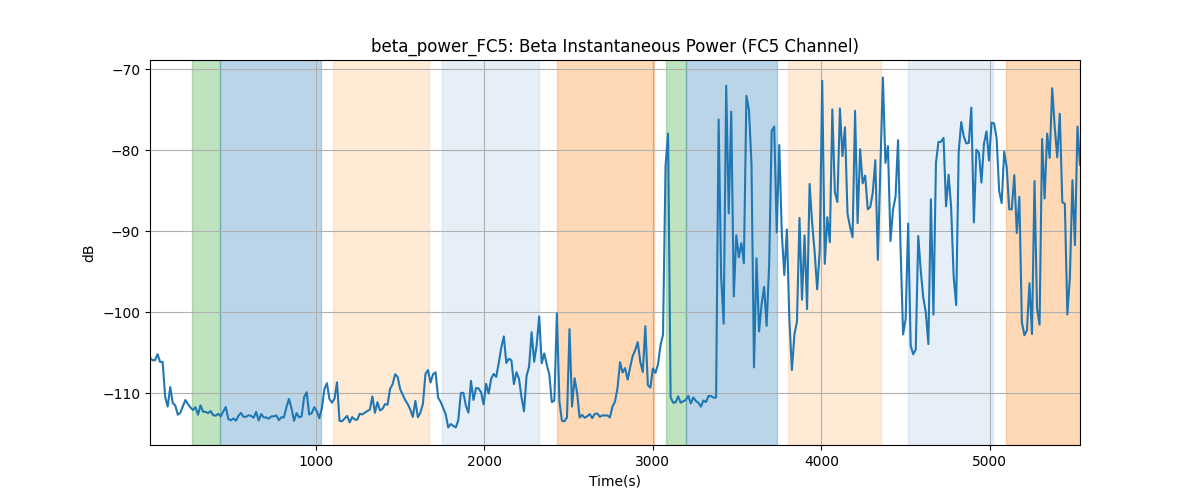 beta_power_FC5: Beta Instantaneous Power (FC5 Channel)
−70
−80
−90
−100
−110
dB
1000 2000 3000 4000 5000
Time(s)